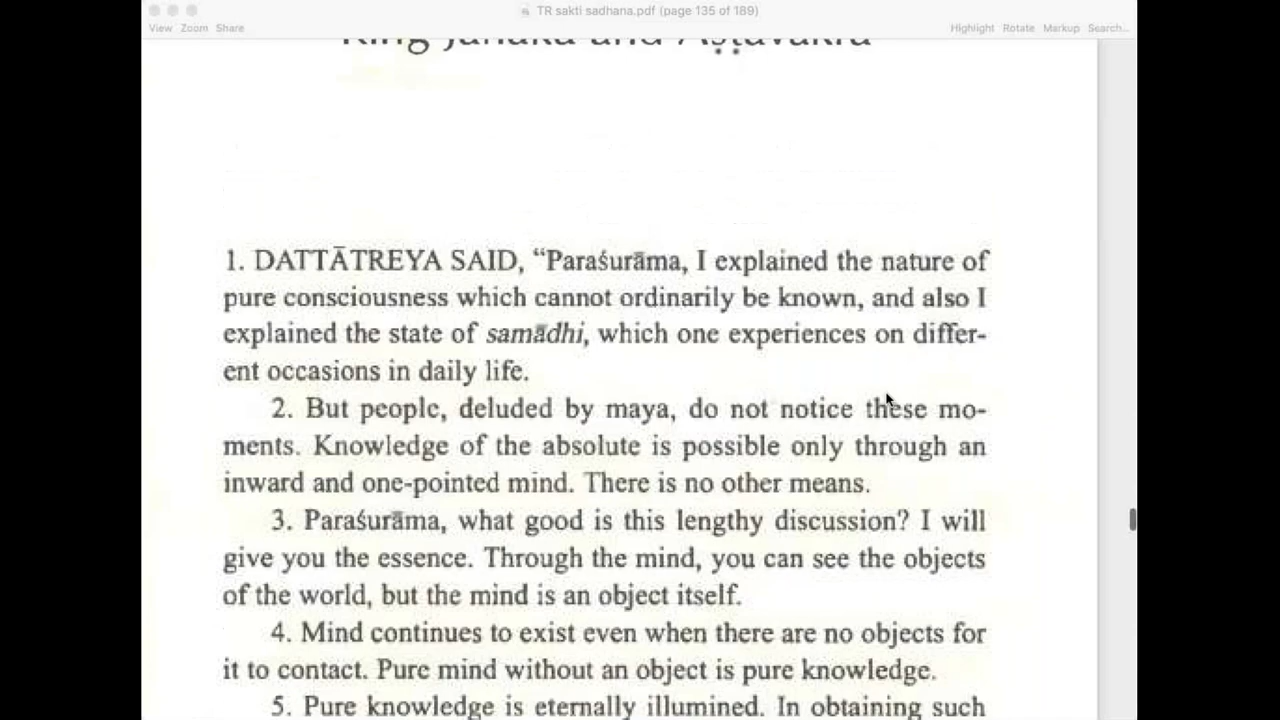 TR sakti sadhana.pdf (page 135 of 189)
View Zoom Share Highlight Rotate Markup Search...
King Janaka and Aṣṭāvakra
1. DATTĀTREYA SAID, “Paraśurāma, I explained the nature of
pure consciousness which cannot ordinarily be known, and also I
explained the state of samādhi, which one experiences on differ-
ent occasions in daily life.
2. But people, deluded by maya, do not notice these mo-
ments. Knowledge of the absolute is possible only through an
inward and one-pointed mind. There is no other means.
3. Paraśurāma, what good is this lengthy discussion? I will
give you the essence. Through the mind, you can see the objects
of the world, but the mind is an object itself.
4. Mind continues to exist even when there are no objects for
it to contact. Pure mind without an object is pure knowledge.
5. Pure knowledge is eternally illumined. In obtaining such